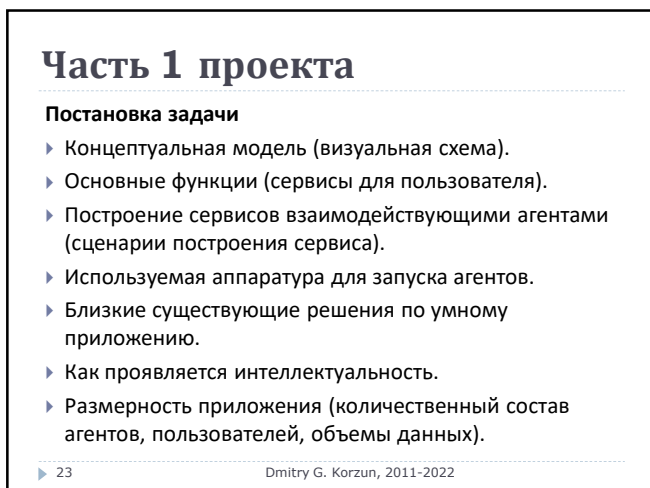 Часть 1 проекта
Постановка задачи
Концептуальная модель (визуальная схема).
Основные функции (сервисы для пользователя).
Построение сервисов взаимодействующими агентами
(сценарии построения сервиса).
Используемая аппаратура для запуска агентов.
Близкие существующие решения по умному
приложению.
Как проявляется интеллектуальность.
Размерность приложения (количественный состав
агентов, пользователей, объемы данных).
23 Dmitry G. Korzun, 2011-2022